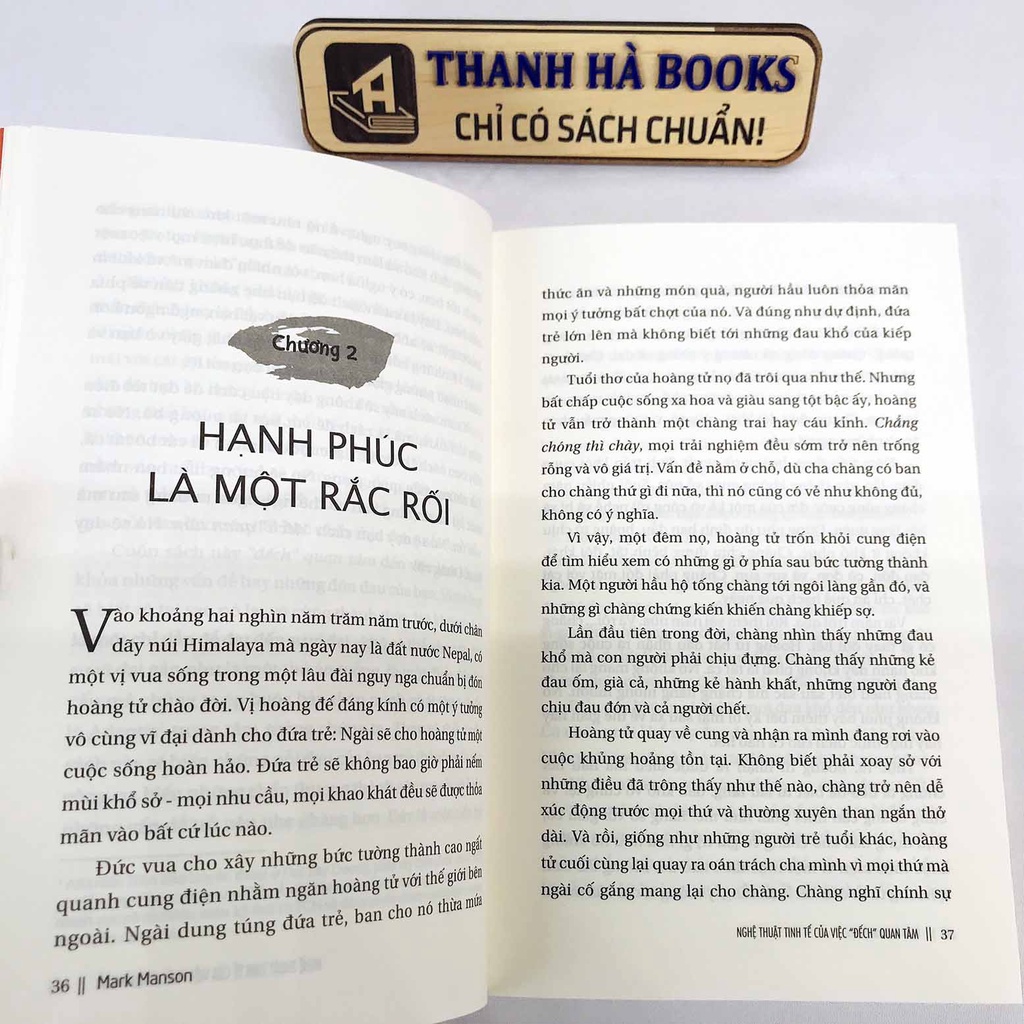 THANH HÀ BOOKS
CHỈ CÓ SÁCH CHUẨN!
Chương 2
HẠNH PHÚC
LÀ MỘT RẮC RỐI
Vào khoảng hai nghìn năm trăm năm trước, dưới chân
dãy núi Himalaya mà ngày nay là đất nước Nepal, có
một vị vua sống trong một lâu đài nguy nga chuẩn bị đón
hoàng tử chào đời. Vị hoàng đế đáng kính có một ý tưởng
vô cùng vĩ đại dành cho đứa trẻ: Ngài sẽ cho hoàng tử một
cuộc sống hoàn hảo. Đứa trẻ sẽ không bao giờ phải nếm
mùi khổ sở - mọi nhu cầu, mọi khao khát đều sẽ được thỏa
mãn vào bất cứ lúc nào.
Đức vua cho xây những bức tường thành cao ngất
quanh cung điện nhằm ngăn hoàng tử với thế giới bên
ngoài. Ngài dung túng đứa trẻ, ban cho nó thừa mứa
36 || Mark Manson
thức ăn và những món quà, người hầu luôn thỏa mãn
mọi ý tưởng bất chợt của nó. Và đúng như dự định, đứa
trẻ lớn lên mà không biết tới những đau khổ của kiếp
người.
Tuổi thơ của hoàng tử nọ đã trôi qua như thế. Nhưng
bất chấp cuộc sống xa hoa và giàu sang tột bậc ấy, hoàng
tử vẫn trở thành một chàng trai hay cáu kỉnh. Chẳng
chóng thì chày, mọi trải nghiệm đều sớm trở nên trống
rỗng và vô giá trị. Vấn đề nằm ở chỗ, dù cha chàng có ban
cho chàng thứ gì đi nữa, thì nó cũng có vẻ như không đủ,
không có ý nghĩa.
Vì vậy, một đêm nọ, hoàng tử trốn khỏi cung điện
để tìm hiểu xem có những gì ở phía sau bức tường thành
kia. Một người hầu hộ tống chàng tới ngôi làng gần đó, và
những gì chàng chứng kiến khiến chàng khiếp sợ.
Lần đầu tiên trong đời, chàng nhìn thấy những đau
khổ mà con người phải chịu đựng. Chàng thấy những kẻ
đau ốm, già cả, những kẻ hành khất, những người đang
chịu đau đớn và cả người chết.
Hoàng tử quay về cung và nhận ra mình đang rơi vào
cuộc khủng hoảng tồn tại. Không biết phải xoay sở với
những điều đã trông thấy như thế nào, chàng trở nên dễ
xúc động trước mọi thứ và thường xuyên than ngắn thở
dài. Và rồi, giống như những người trẻ tuổi khác, hoàng
tử cuối cùng lại quay ra oán trách cha mình vì mọi thứ mà
ngài cố gắng mang lại cho chàng. Chàng nghĩ chính sự
NGHỆ THUẬT TINH TẾ CỦA VIỆC "ĐẾCH" QUAN TÂM || 37